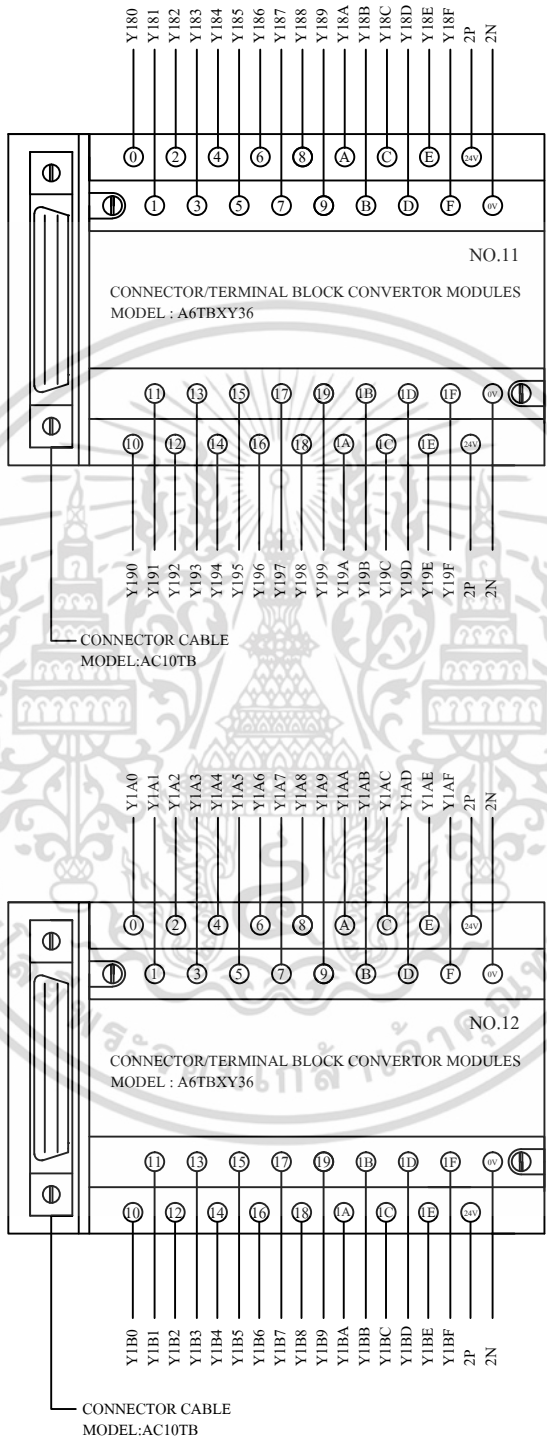 Y180 Y181 Y182 Y183 Y184 Y185 Y186 Y187 Y188 Y189 Y18A Y18B Y18C Y18D Y18E Y18F 2P 2N
0 2 4 6 8 A C E 24V
1 3 5 7 9 B D F 0V
NO.11
CONNECTOR/TERMINAL BLOCK CONVERTOR MODULES
MODEL : A6TBXY36
11 13 15 17 19 1B 1D 1F 0V
10 12 14 16 18 1A 1C 1E 24V
Y190 Y191 Y192 Y193 Y194 Y195 Y196 Y197 Y198 Y199 Y19A Y19B Y19C Y19D Y19E Y19F 2P 2N
CONNECTOR CABLE
MODEL:AC10TB
Y1A0 Y1A1 Y1A2 Y1A3 Y1A4 Y1A5 Y1A6 Y1A7 Y1A8 Y1A9 Y1AA Y1AB Y1AC Y1AD Y1AE Y1AF 2P 2N
0 2 4 6 8 A C E 24V
1 3 5 7 9 B D F 0V
NO.12
CONNECTOR/TERMINAL BLOCK CONVERTOR MODULES
MODEL : A6TBXY36
11 13 15 17 19 1B 1D 1F 0V
10 12 14 16 18 1A 1C 1E 24V
Y1B0 Y1B1 Y1B2 Y1B3 Y1B4 Y1B5 Y1B6 Y1B7 Y1B8 Y1B9 Y1BA Y1BB Y1BC Y1BD Y1BE Y1BF 2P 2N
CONNECTOR CABLE
MODEL:AC10TB